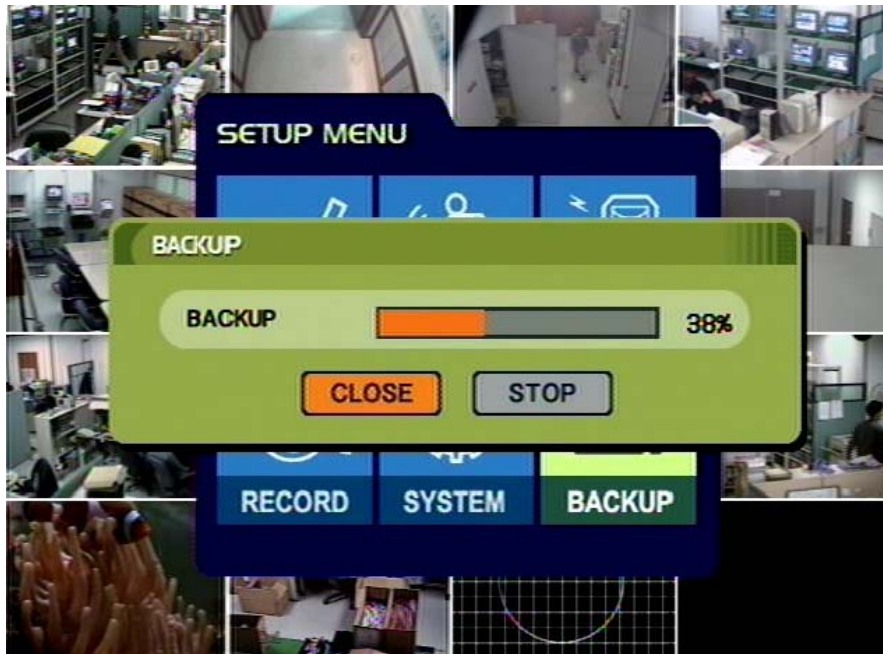 SETUP MENU
BACKUP
BACKUP 38%
CLOSE STOP
RECORD SYSTEM BACKUP